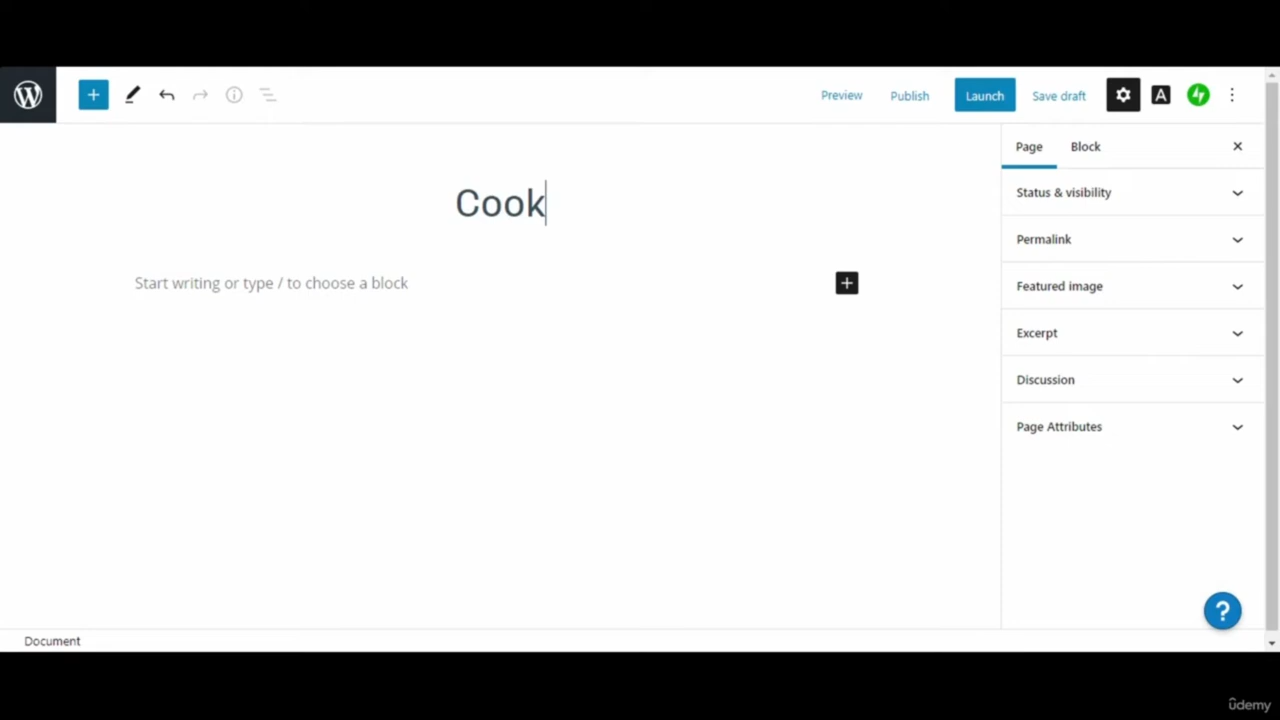 Preview Publish Launch Save draft A
Page Block
Cook
Status & visibility
Permalink
Start writing or type / to choose a block
Featured image
Excerpt
Discussion
Page Attributes
?
Document
ûdemy